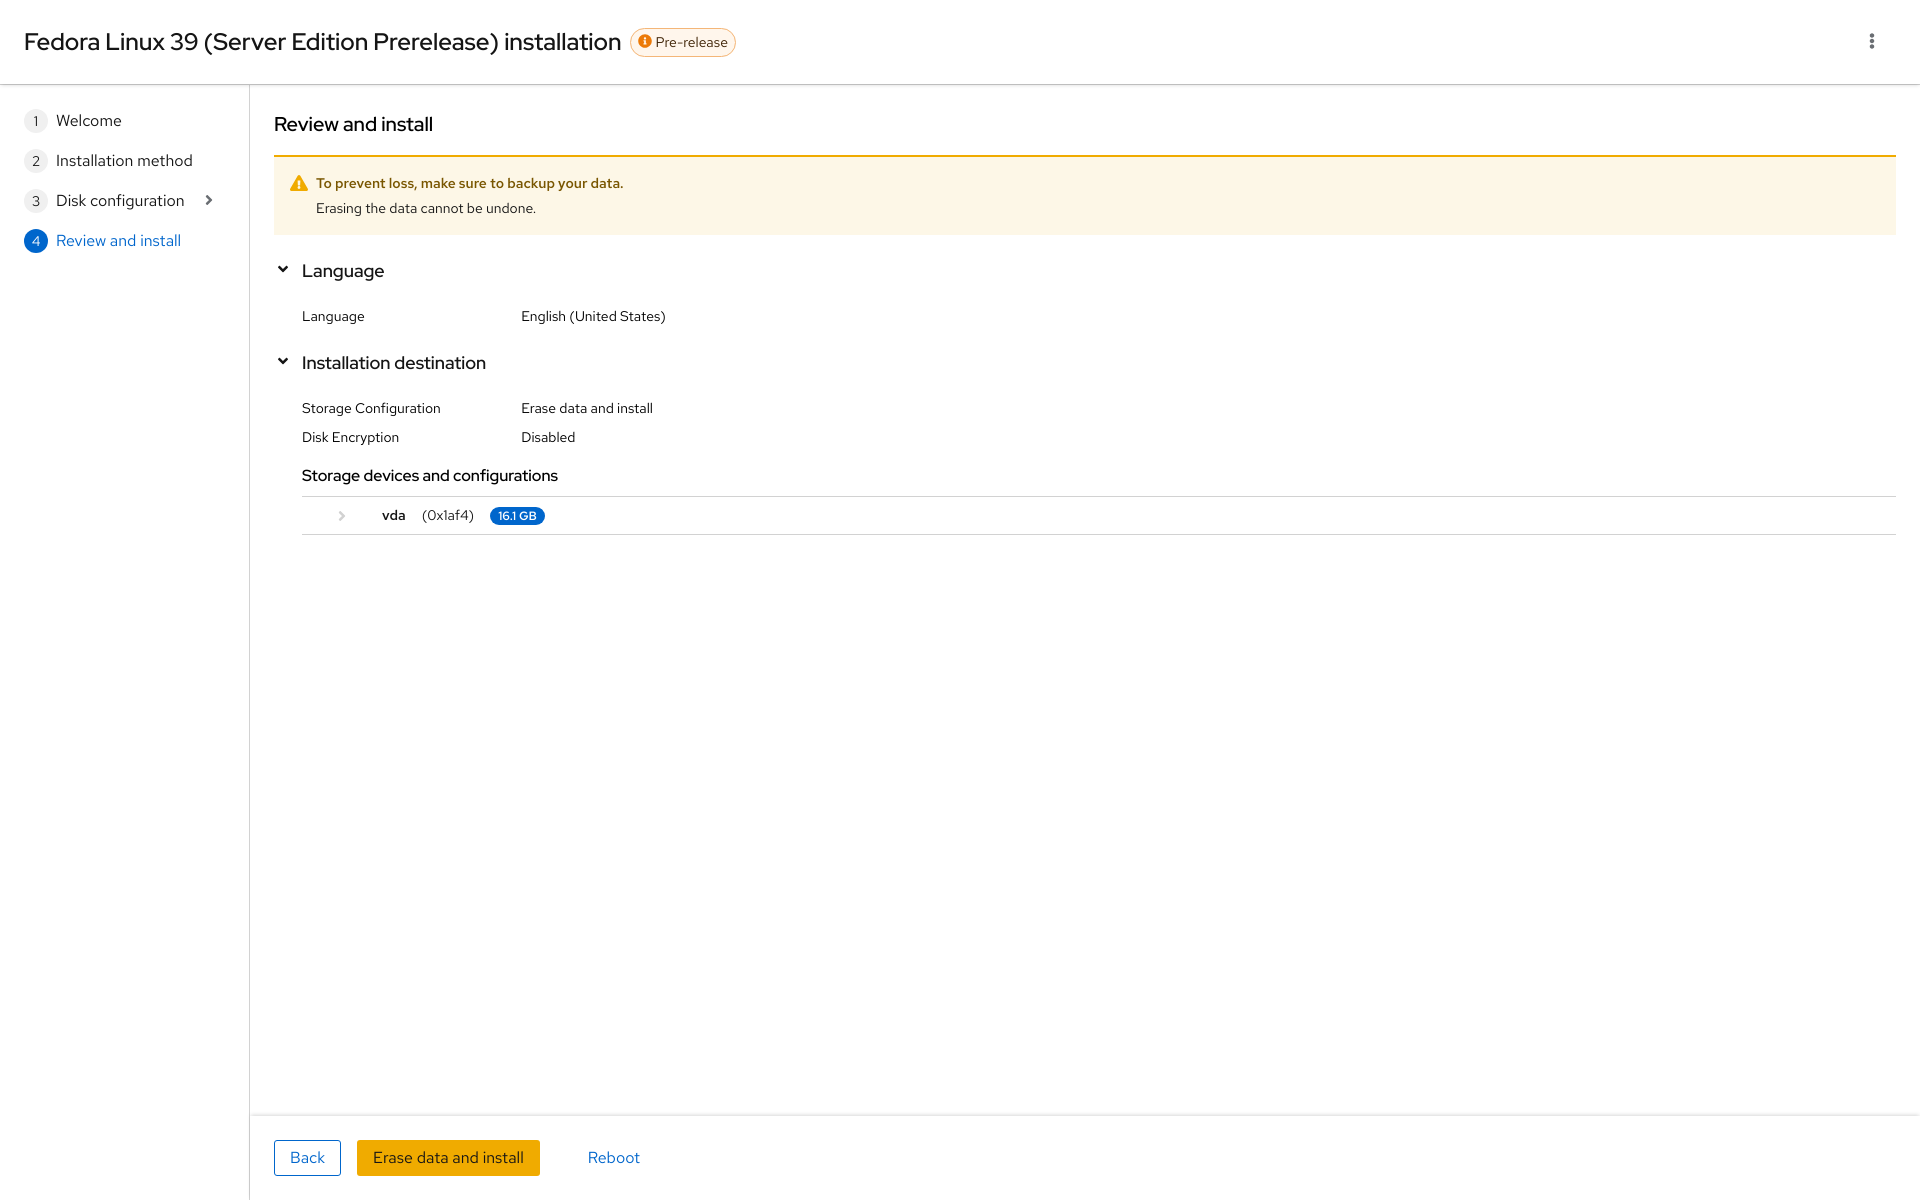 Fedora Linux 39 (Server Edition Prerelease) installation Pre-release
1 Welcome
2 Installation method
3 Disk configuration
4 Review and install
Review and install
To prevent loss, make sure to backup your data.
Erasing the data cannot be undone.
Language
Language English (United States)
Installation destination
Storage Configuration Erase data and install
Disk Encryption Disabled
Storage devices and configurations
vda (0x1af4) 16.1 GB
Back Erase data and install Reboot